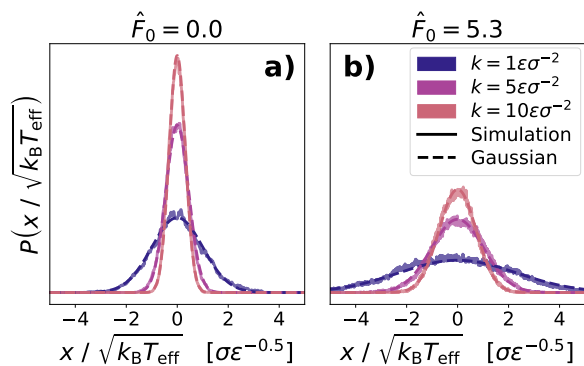 F̂₀ = 0.0
a)
P(x / √k_B T_eff)
−4 −2 0 2 4
x / √k_B T_eff [σε^−0.5]
F̂₀ = 5.3
b)
k = 1εσ⁻²
k = 5εσ⁻²
k = 10εσ⁻²
Simulation
Gaussian
−4 −2 0 2 4
x / √k_B T_eff [σε^−0.5]